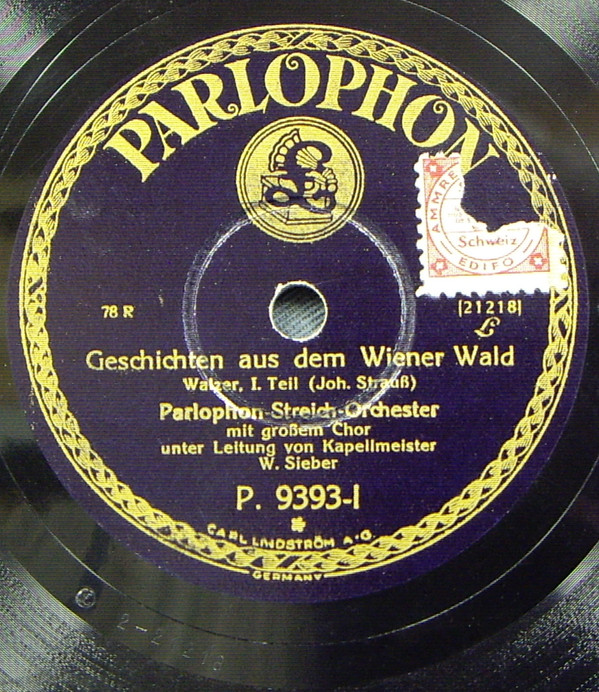 PARLOPHON
AMMRE
Schweiz
EDIFO
78 R
[21218]
L
Geschichten aus dem Wiener Wald
Walzer, I. Teil (Joh. Strauß)
Parlophon-Streich-Orchester
mit großem Chor
unter Leitung von Kapellmeister
W. Sieber
P. 9393-I
CARL LINDSTRÖM A·G.
GERMANY